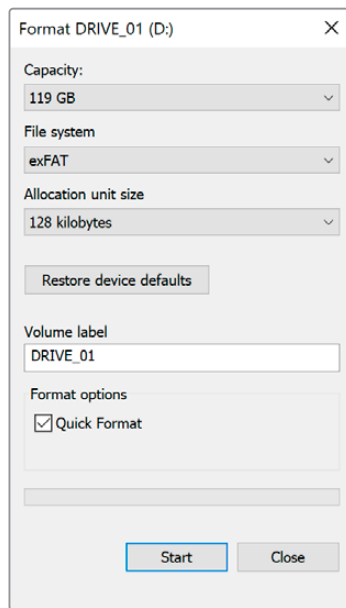 Format DRIVE_01 (D:)
Capacity:
119 GB
File system
exFAT
Allocation unit size
128 kilobytes
Restore device defaults
Volume label
DRIVE_01
Format options
Quick Format
Start Close